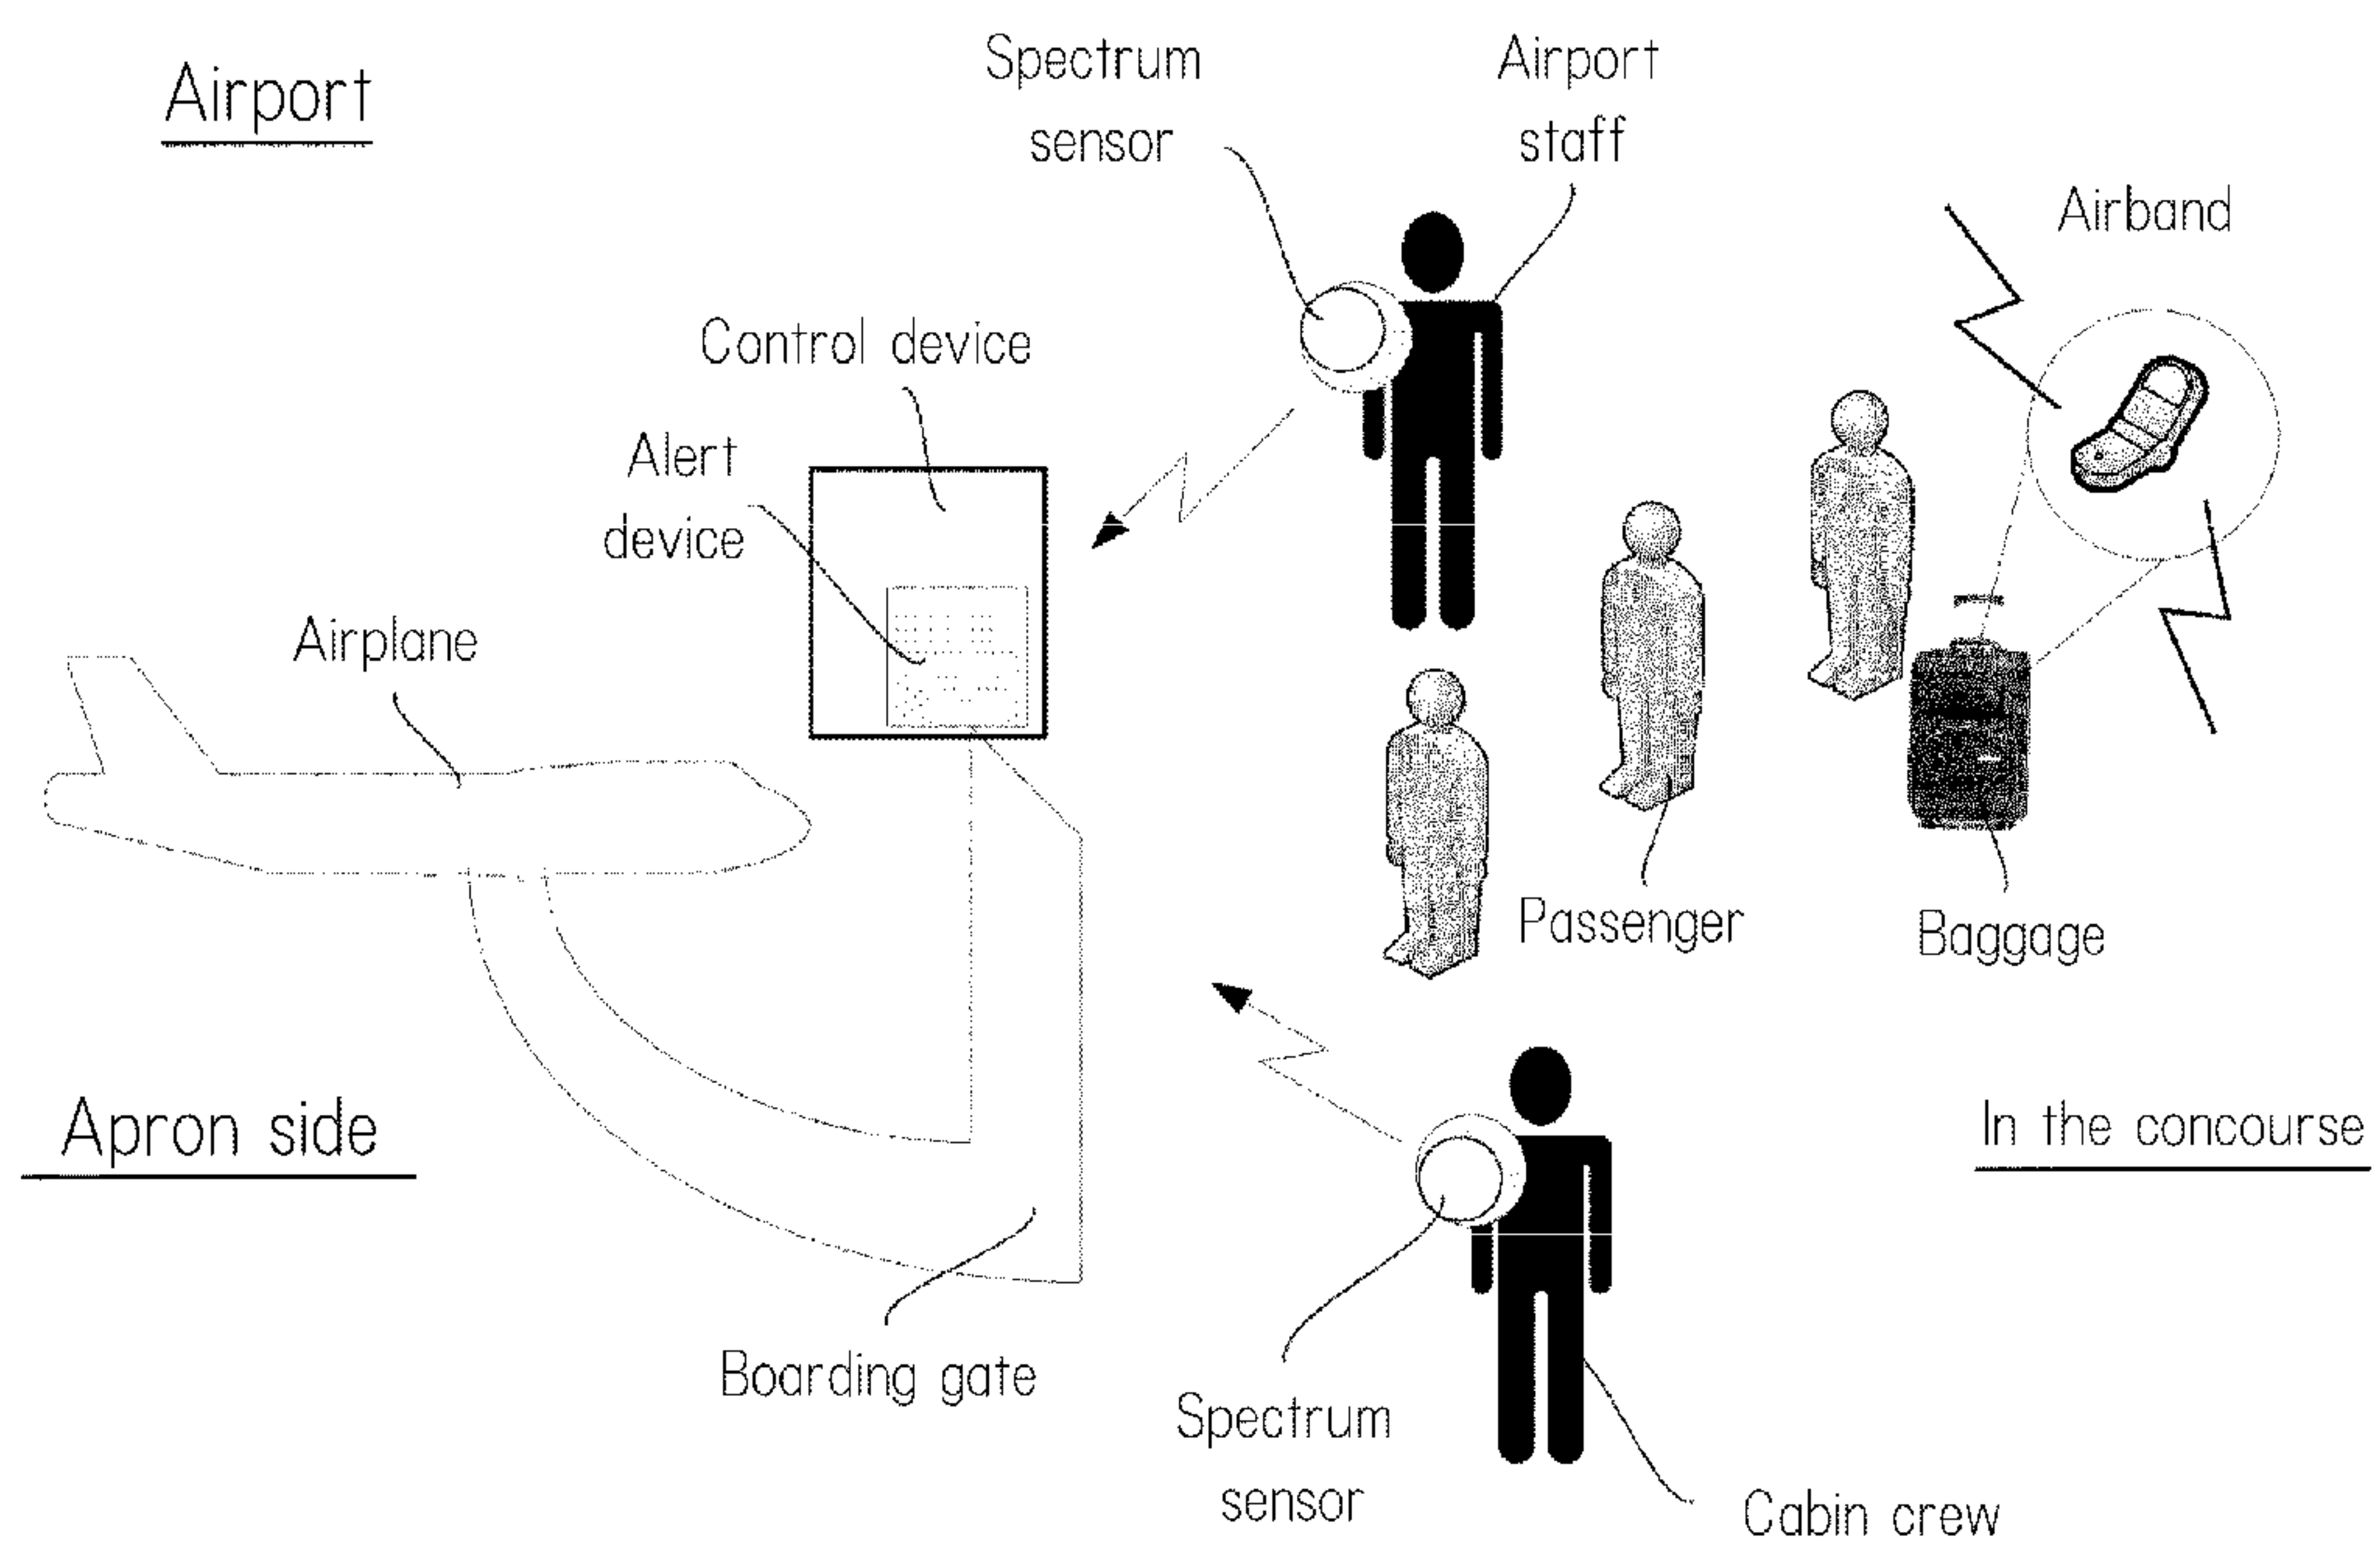 Airport
Spectrum
sensor
Airport
staff
Airband
Control device
Alert
device
Airplane
Passenger
Baggage
Apron side
In the concourse
Boarding gate
Spectrum
sensor
Cabin crew